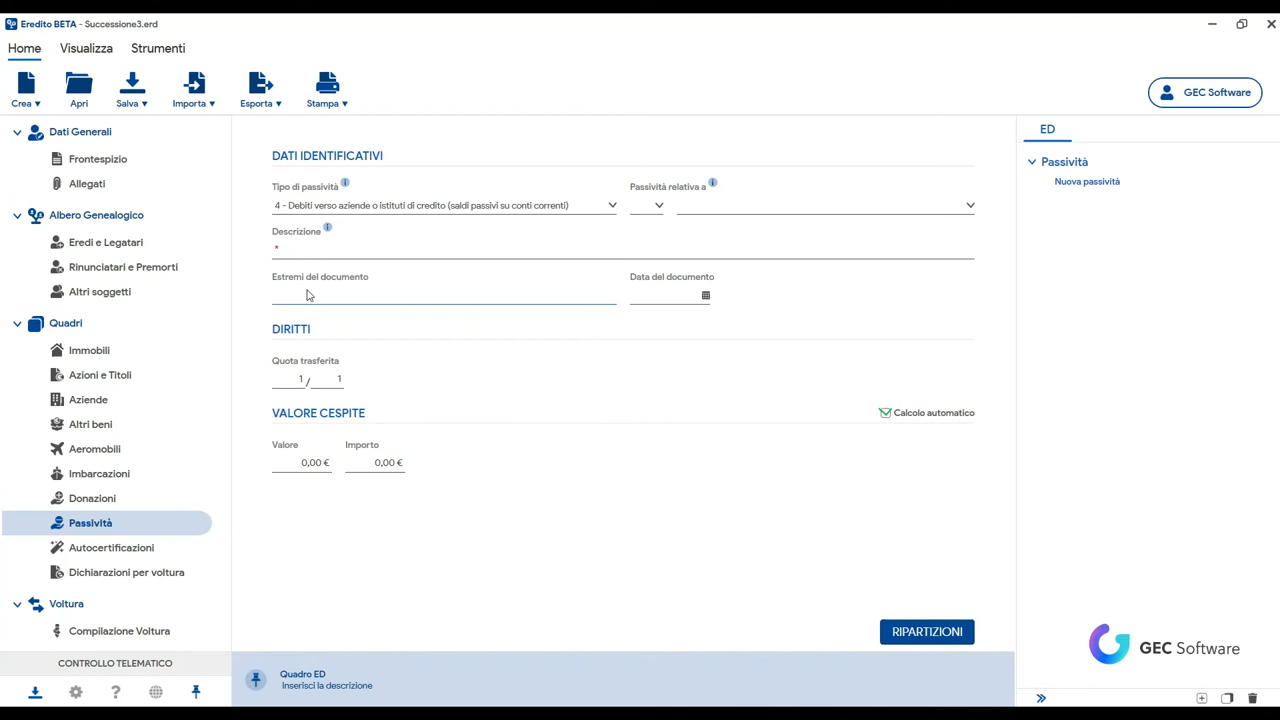 Eredito BETA - Successione3.erd
Home Visualizza Strumenti
Crea Apri Salva Importa Esporta Stampa
GEC Software
Dati Generali
Frontespizio
Allegati
Albero Genealogico
Eredi e Legatari
Rinunciatari e Premorti
Altri soggetti
Quadri
Immobili
Azioni e Titoli
Aziende
Altri beni
Aeromobili
Imbarcazioni
Donazioni
Passività
Autocertificazioni
Dichiarazioni per voltura
Voltura
Compilazione Voltura
CONTROLLO TELEMATICO
DATI IDENTIFICATIVI
Tipo di passività Passività relativa a
4 - Debiti verso aziende o istituti di credito (saldi passivi su conti correnti)
Descrizione
*
Estremi del documento Data del documento
DIRITTI
Quota trasferita
1 / 1
VALORE CESPITE Calcolo automatico
Valore Importo
0,00 € 0,00 €
RIPARTIZIONI
Quadro ED
Inserisci la descrizione
ED
Passività
Nuova passività
GEC Software